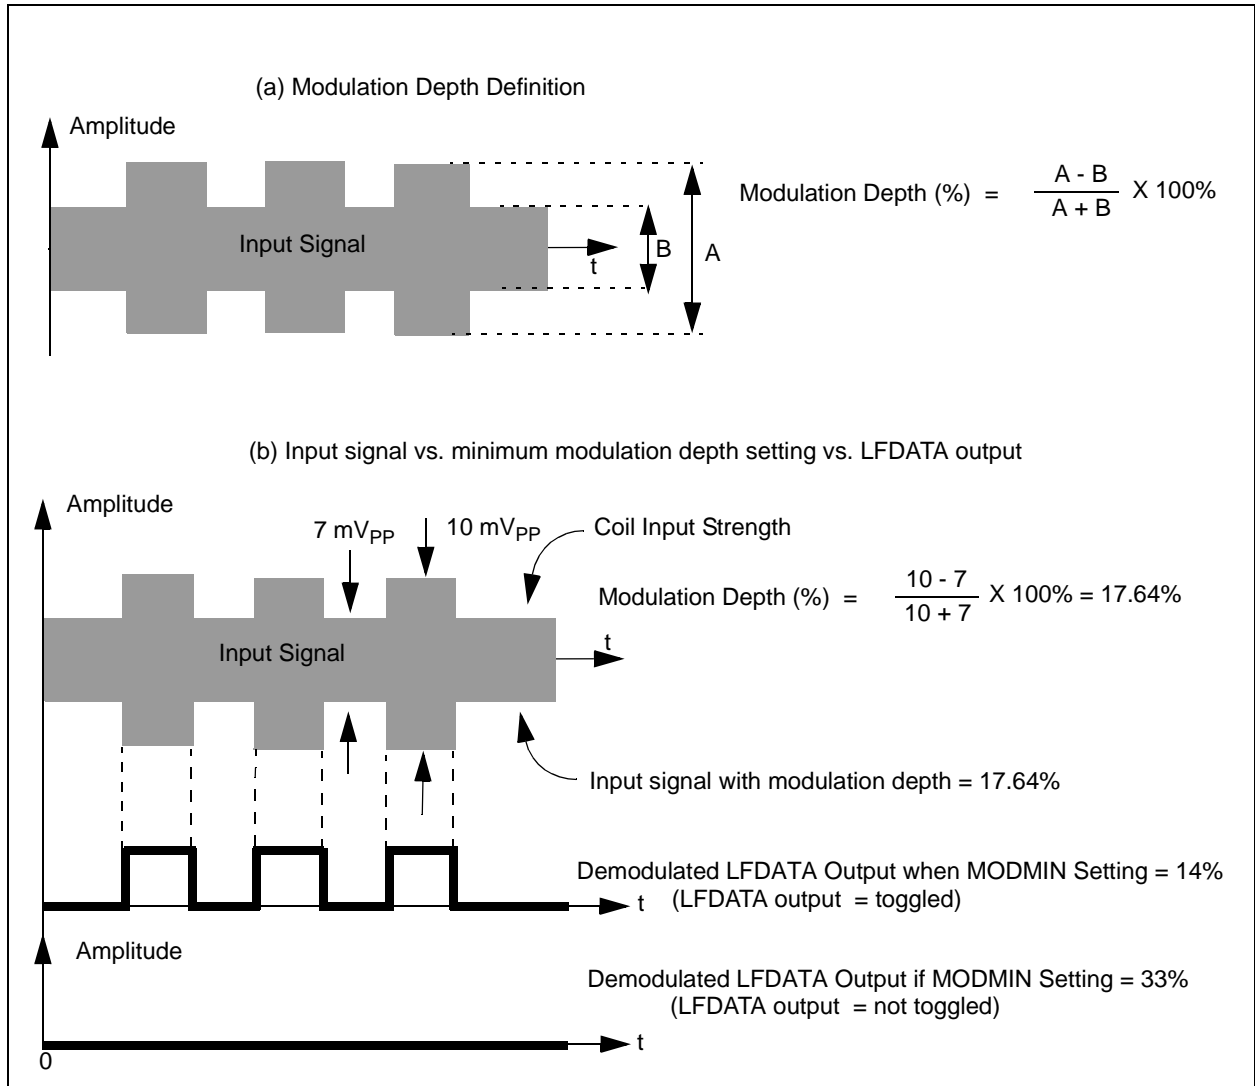 (a) Modulation Depth Definition
Amplitude
Input Signal
t
B
A
Modulation Depth (%) = A - B / A + B X 100%
(b) Input signal vs. minimum modulation depth setting vs. LFDATA output
Amplitude
7 mVPP
10 mVPP
Coil Input Strength
Modulation Depth (%) = 10 - 7 / 10 + 7 X 100% = 17.64%
Input Signal
t
Input signal with modulation depth = 17.64%
Demodulated LFDATA Output when MODMIN Setting = 14%
(LFDATA output = toggled)
t
Amplitude
Demodulated LFDATA Output if MODMIN Setting = 33%
(LFDATA output = not toggled)
t
0